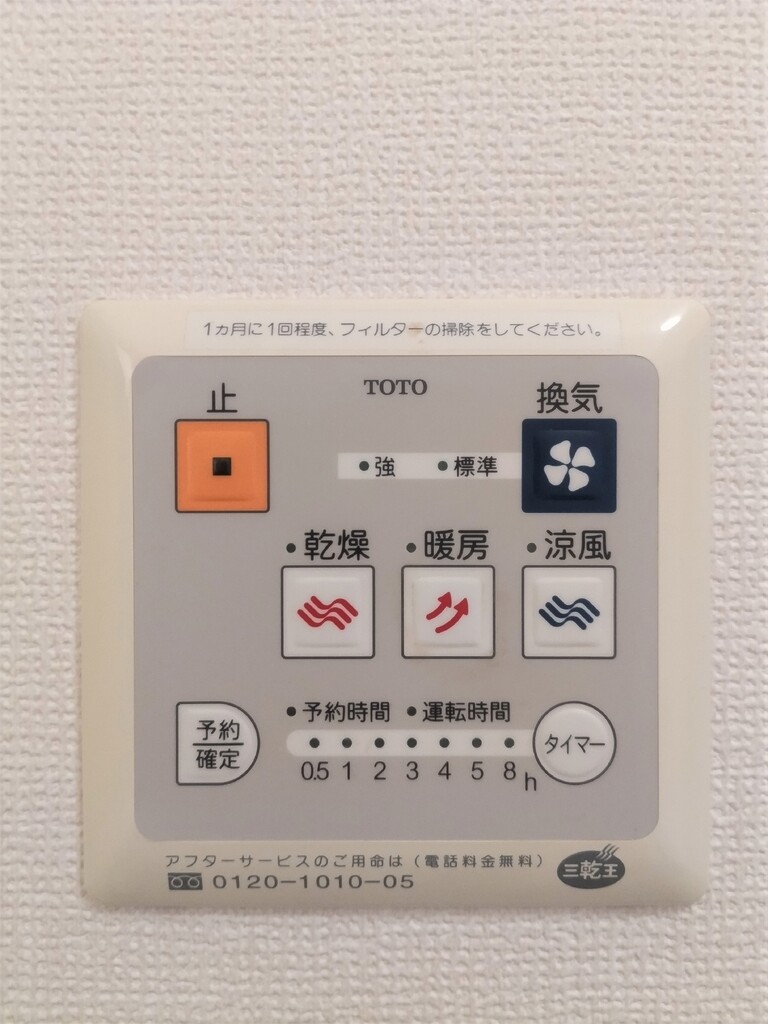 1ヵ月に1回程度、フィルターの掃除をしてください。
TOTO
止
換気
強 標準
乾燥 暖房 涼風
予約時間 運転時間
予約
確定
タイマー
0.5 1 2 3 4 5 8 h
アフターサービスのご用命は（電話料金無料）
0120-1010-05
三乾王